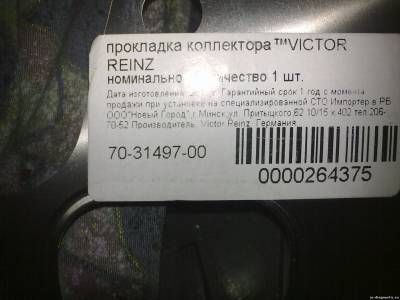 прокладка коллектора™VICTOR
REINZ
номинальное количество 1 шт.
Дата изготовления Гарантийный срок 1 год с момента
продажи при установке на специализированной СТО Импортер в РБ
ООО"Новый Город",г.Минск,ул. Притыцкого,62 10/15 к.402 тел.206-
70-52 Производитель: Victor Reinz, Германия
70-31497-00
0000264375